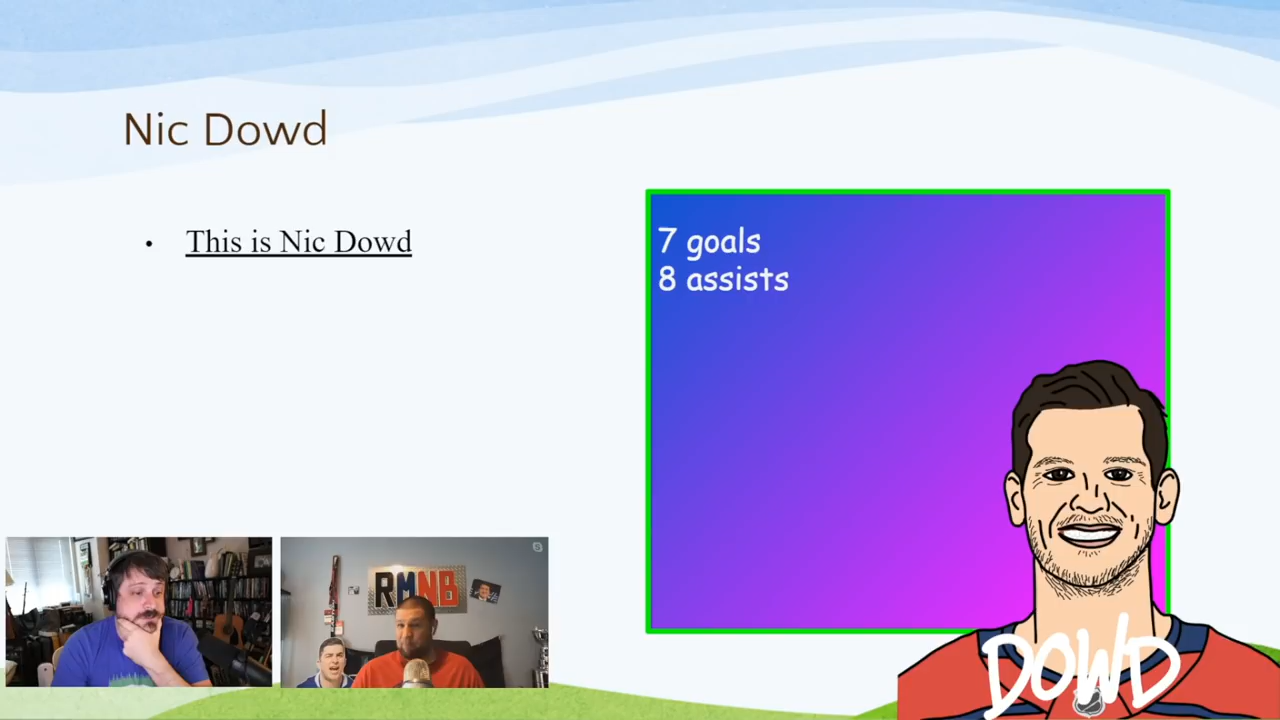 Nic Dowd
• This is Nic Dowd
7 goals
8 assists
RMNB
DOWD